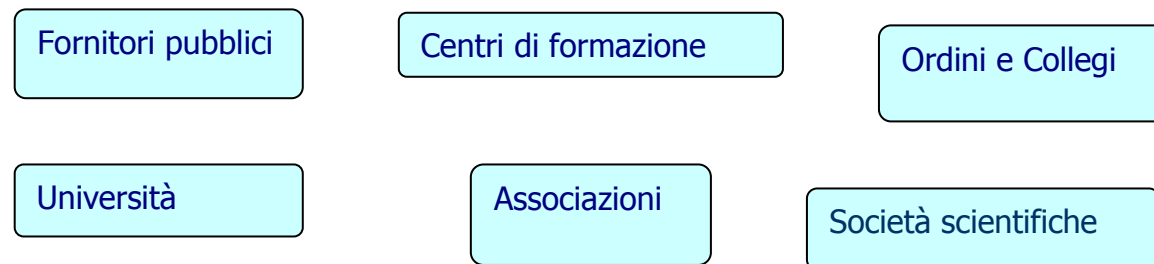 Fornitori pubblici
Centri di formazione
Ordini e Collegi
Università
Associazioni
Società scientifiche